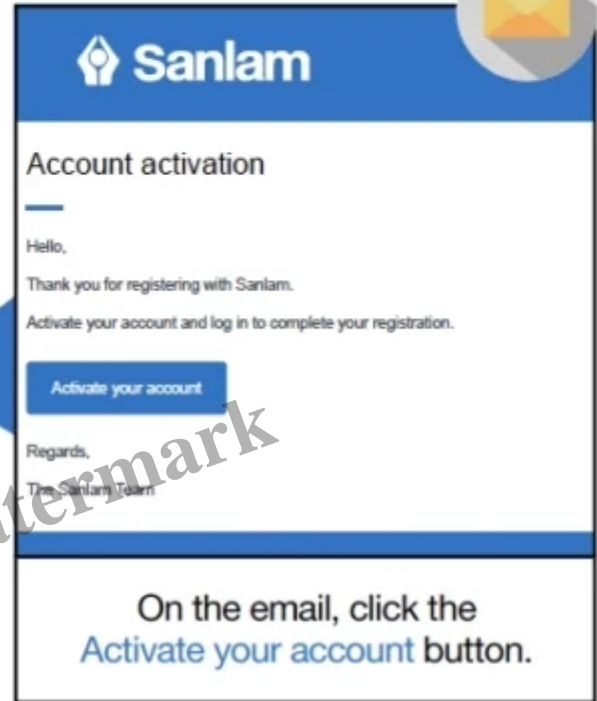 Sanlam
Account activation
Hello,
Thank you for registering with Sanlam.
Activate your account and log in to complete your registration.
Activate your account
Regards,
The Sanlam Team
On the email, click the
Activate your account button.